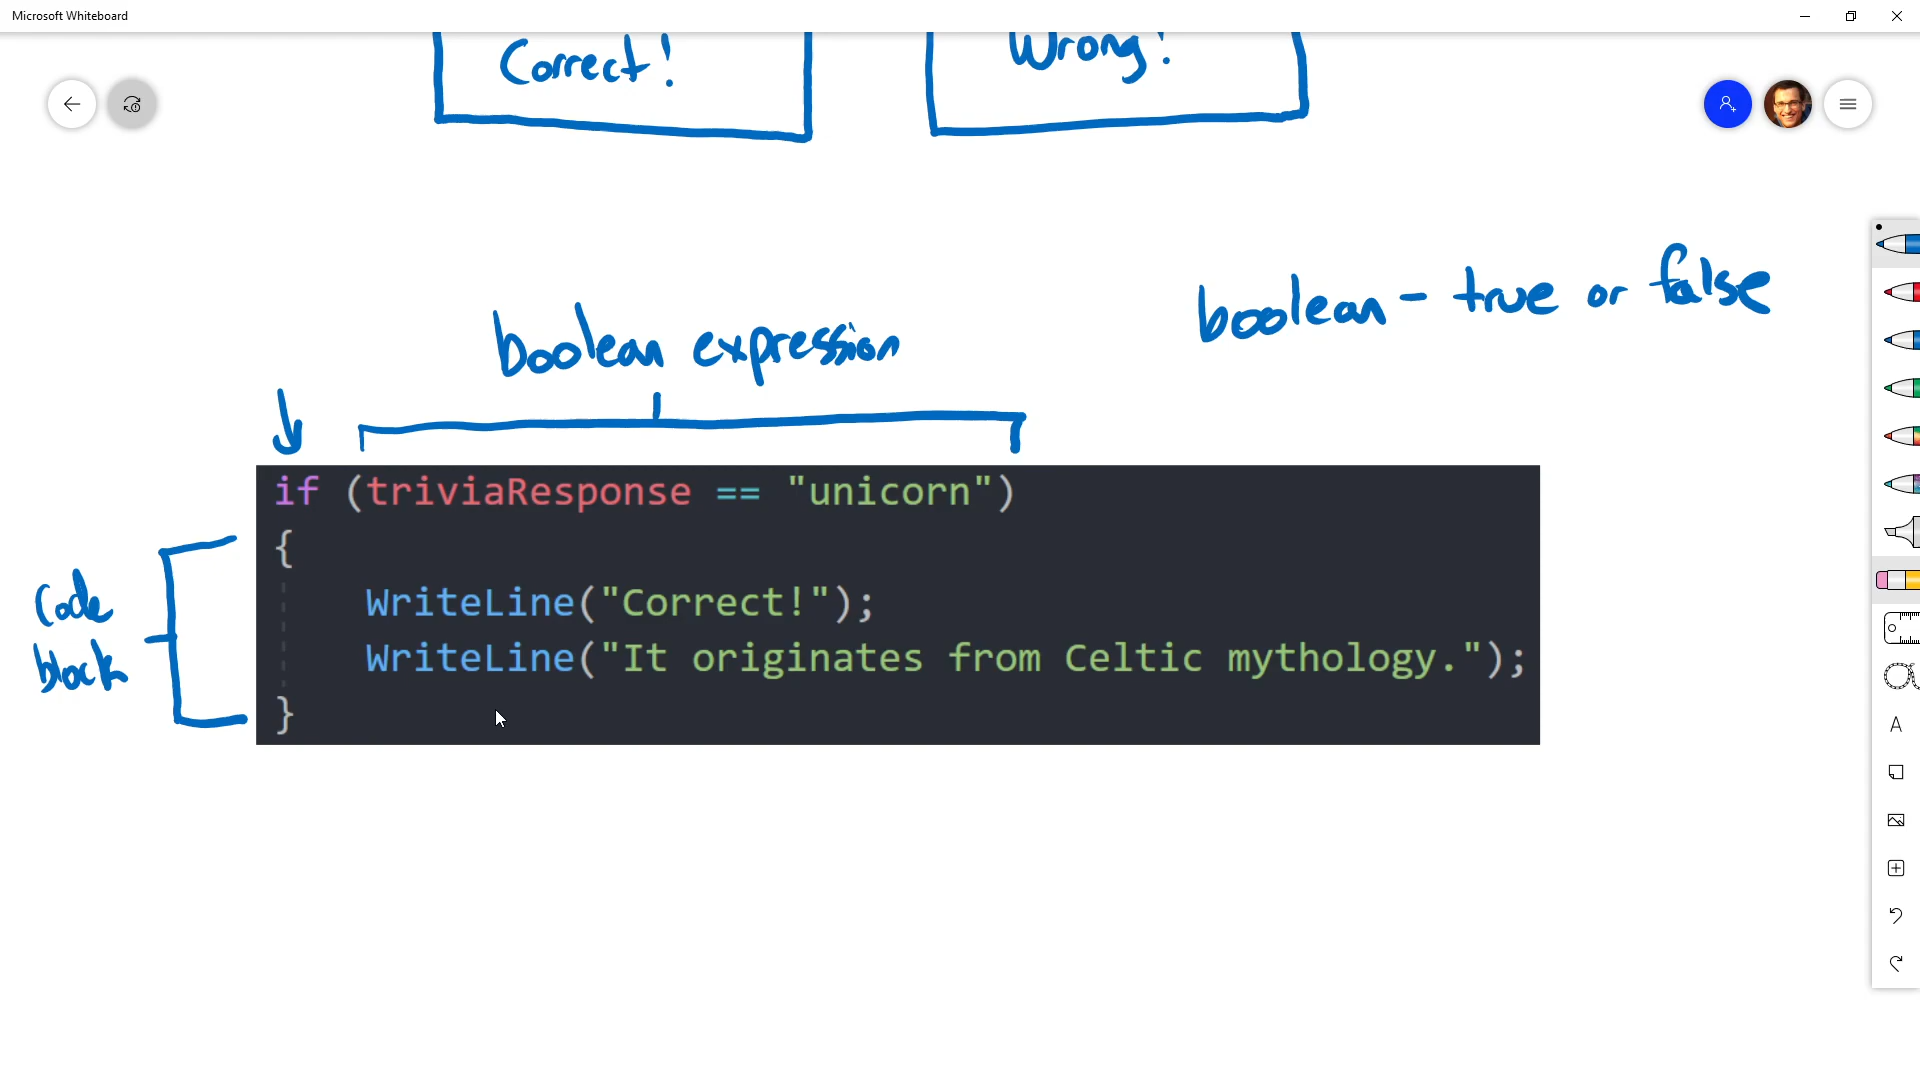 Microsoft Whiteboard
Correct!
Wrong!
boolean - true or false
boolean expression
if (triviaResponse == "unicorn")
{
WriteLine("Correct!");
WriteLine("It originates from Celtic mythology.");
}
Code
block
A